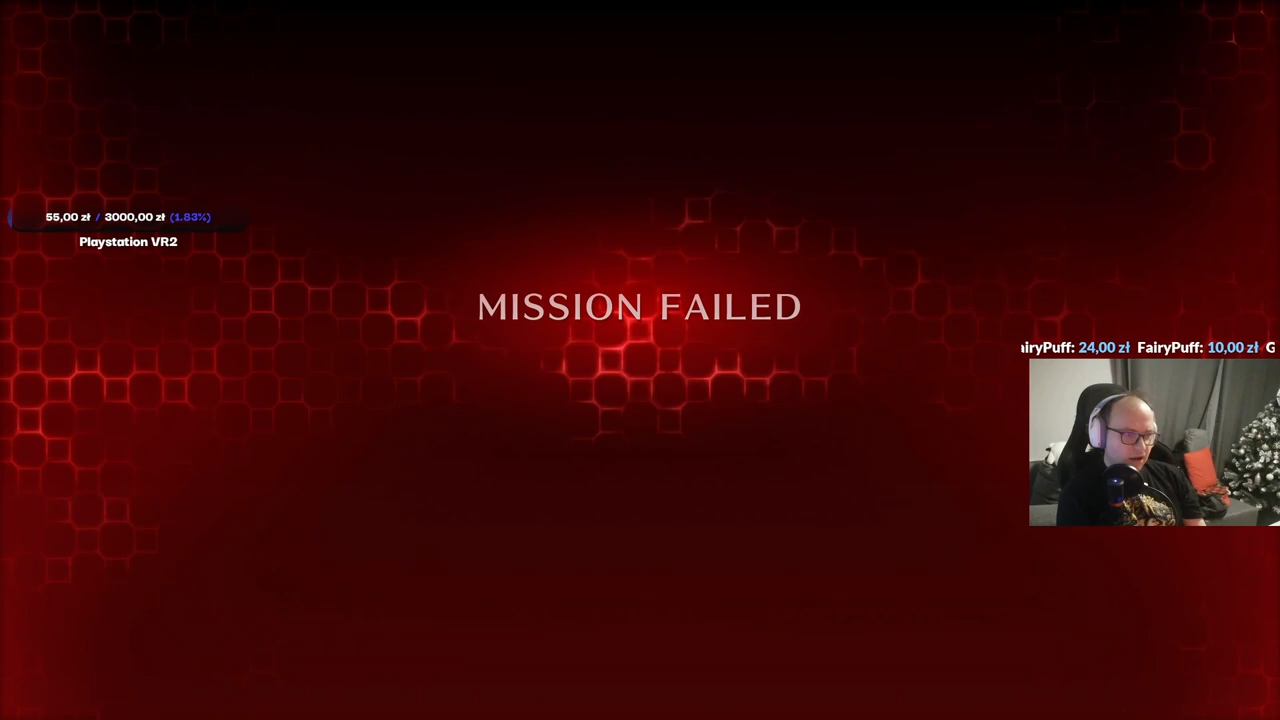 55,00 zł / 3000,00 zł (1.83%)
Playstation VR2
MISSION FAILED
airyPuff: 24,00 zł FairyPuff: 10,00 zł G